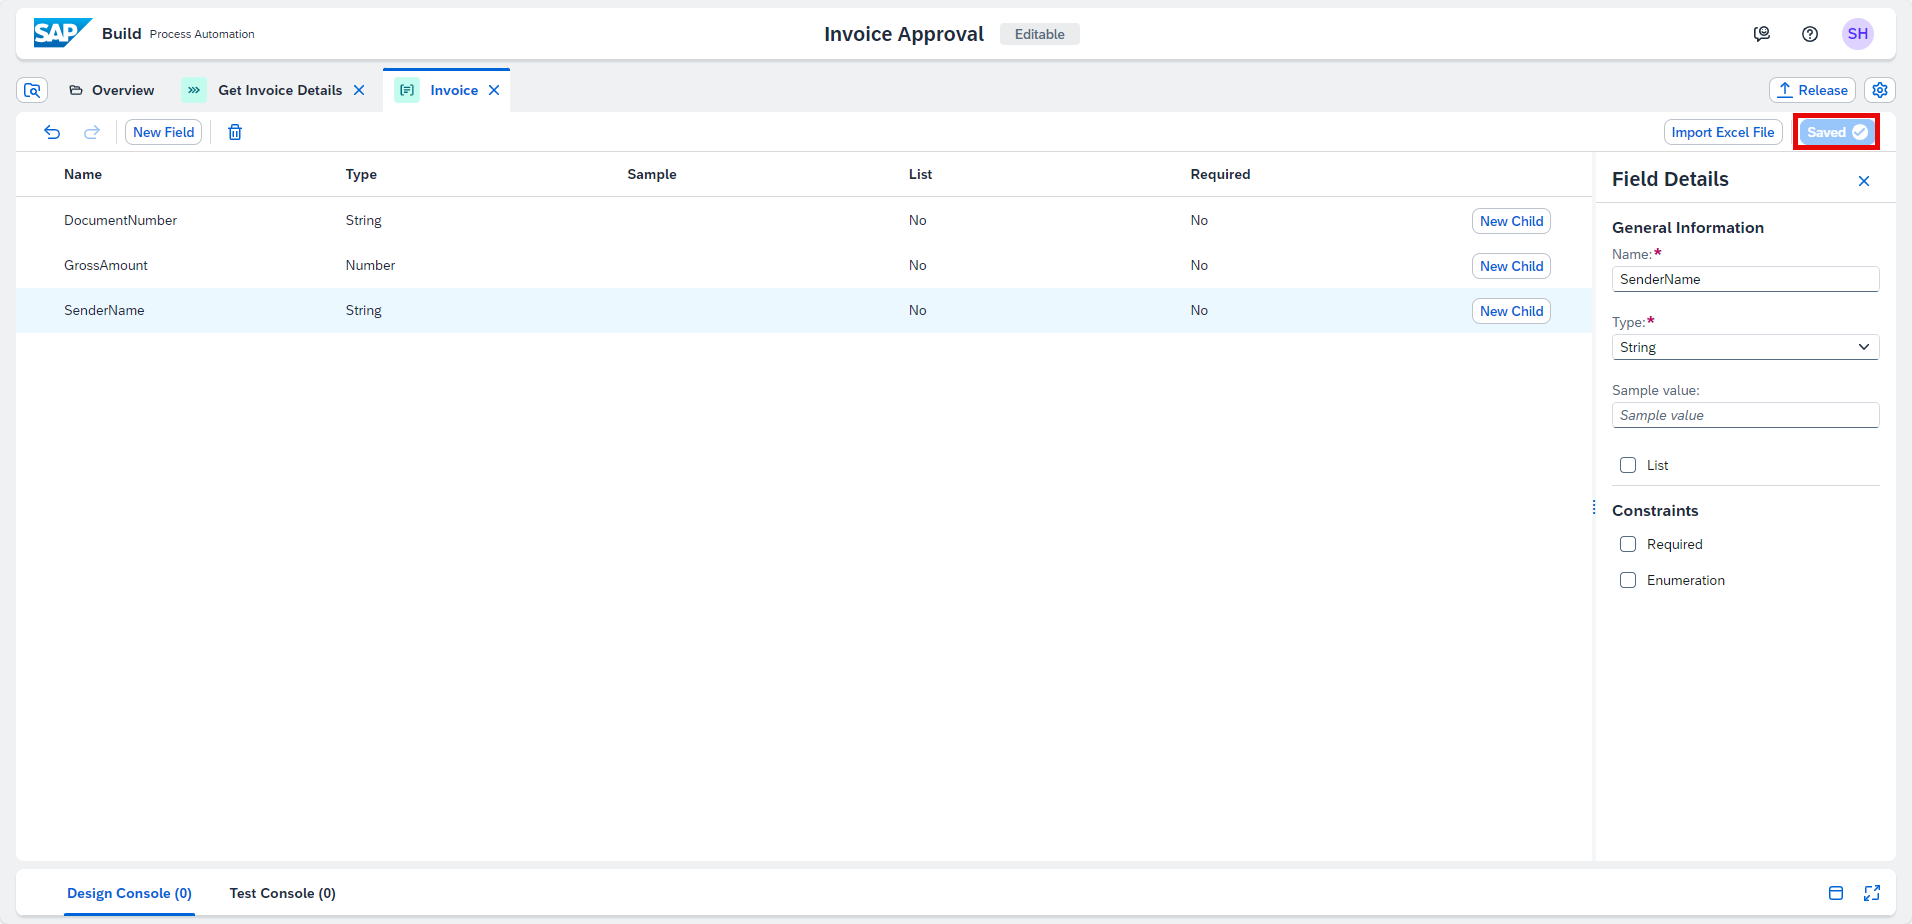 SAP Build Process Automation
Invoice Approval Editable
SH
Overview Get Invoice Details Invoice
Release
New Field
Import Excel File Saved
Name Type Sample List Required
DocumentNumber String No No New Child
GrossAmount Number No No New Child
SenderName String No No New Child
Field Details
General Information
Name:*
SenderName
Type:*
String
Sample value:
Sample value
List
Constraints
Required
Enumeration
Design Console (0) Test Console (0)